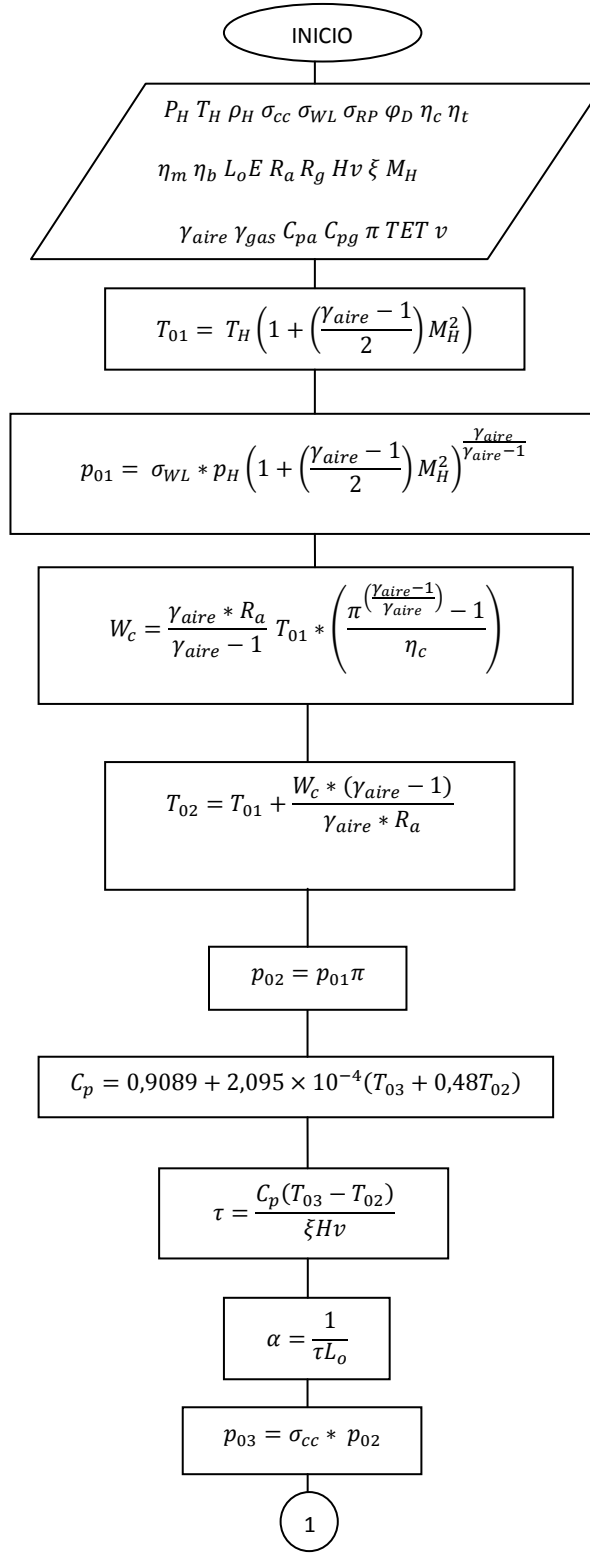 INICIO
P_H T_H ρ_H σ_cc σ_WL σ_RP φ_D η_c η_t
η_m η_b L_o E R_a R_g Hv ξ M_H
γ_aire γ_gas C_pa C_pg π TET v
T_01 = T_H (1 + ((γ_aire − 1)/2) M_H^2)
p_01 = σ_WL * p_H (1 + ((γ_aire − 1)/2) M_H^2)^(γ_aire/(γ_aire−1))
W_c = (γ_aire * R_a)/(γ_aire − 1) T_01 * ((π^((γ_aire−1)/γ_aire) − 1)/η_c)
T_02 = T_01 + (W_c * (γ_aire − 1))/(γ_aire * R_a)
p_02 = p_01 π
C_p = 0,9089 + 2,095 × 10^−4 (T_03 + 0,48T_02)
τ = (C_p(T_03 − T_02))/(ξHv)
α = 1/(τL_o)
p_03 = σ_cc * p_02
1